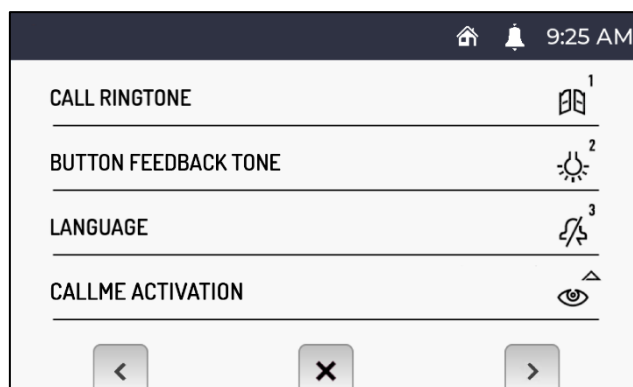 9:25 AM
CALL RINGTONE 1
BUTTON FEEDBACK TONE 2
LANGUAGE 3
CALLME ACTIVATION